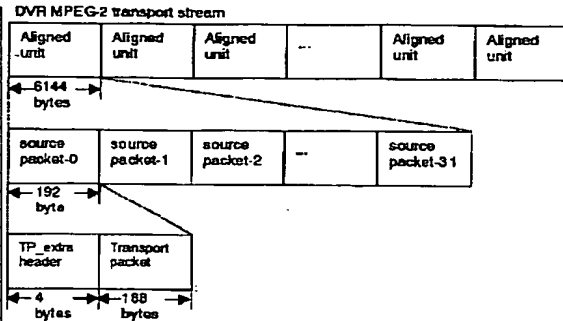 DVR MPEG-2 transport stream
Aligned unit
Aligned unit
Aligned unit
...
Aligned unit
Aligned unit
6144 bytes
source packet-0
source packet-1
source packet-2
...
source packet-31
192 byte
TP_extra header
Transport packet
4 bytes
188 bytes